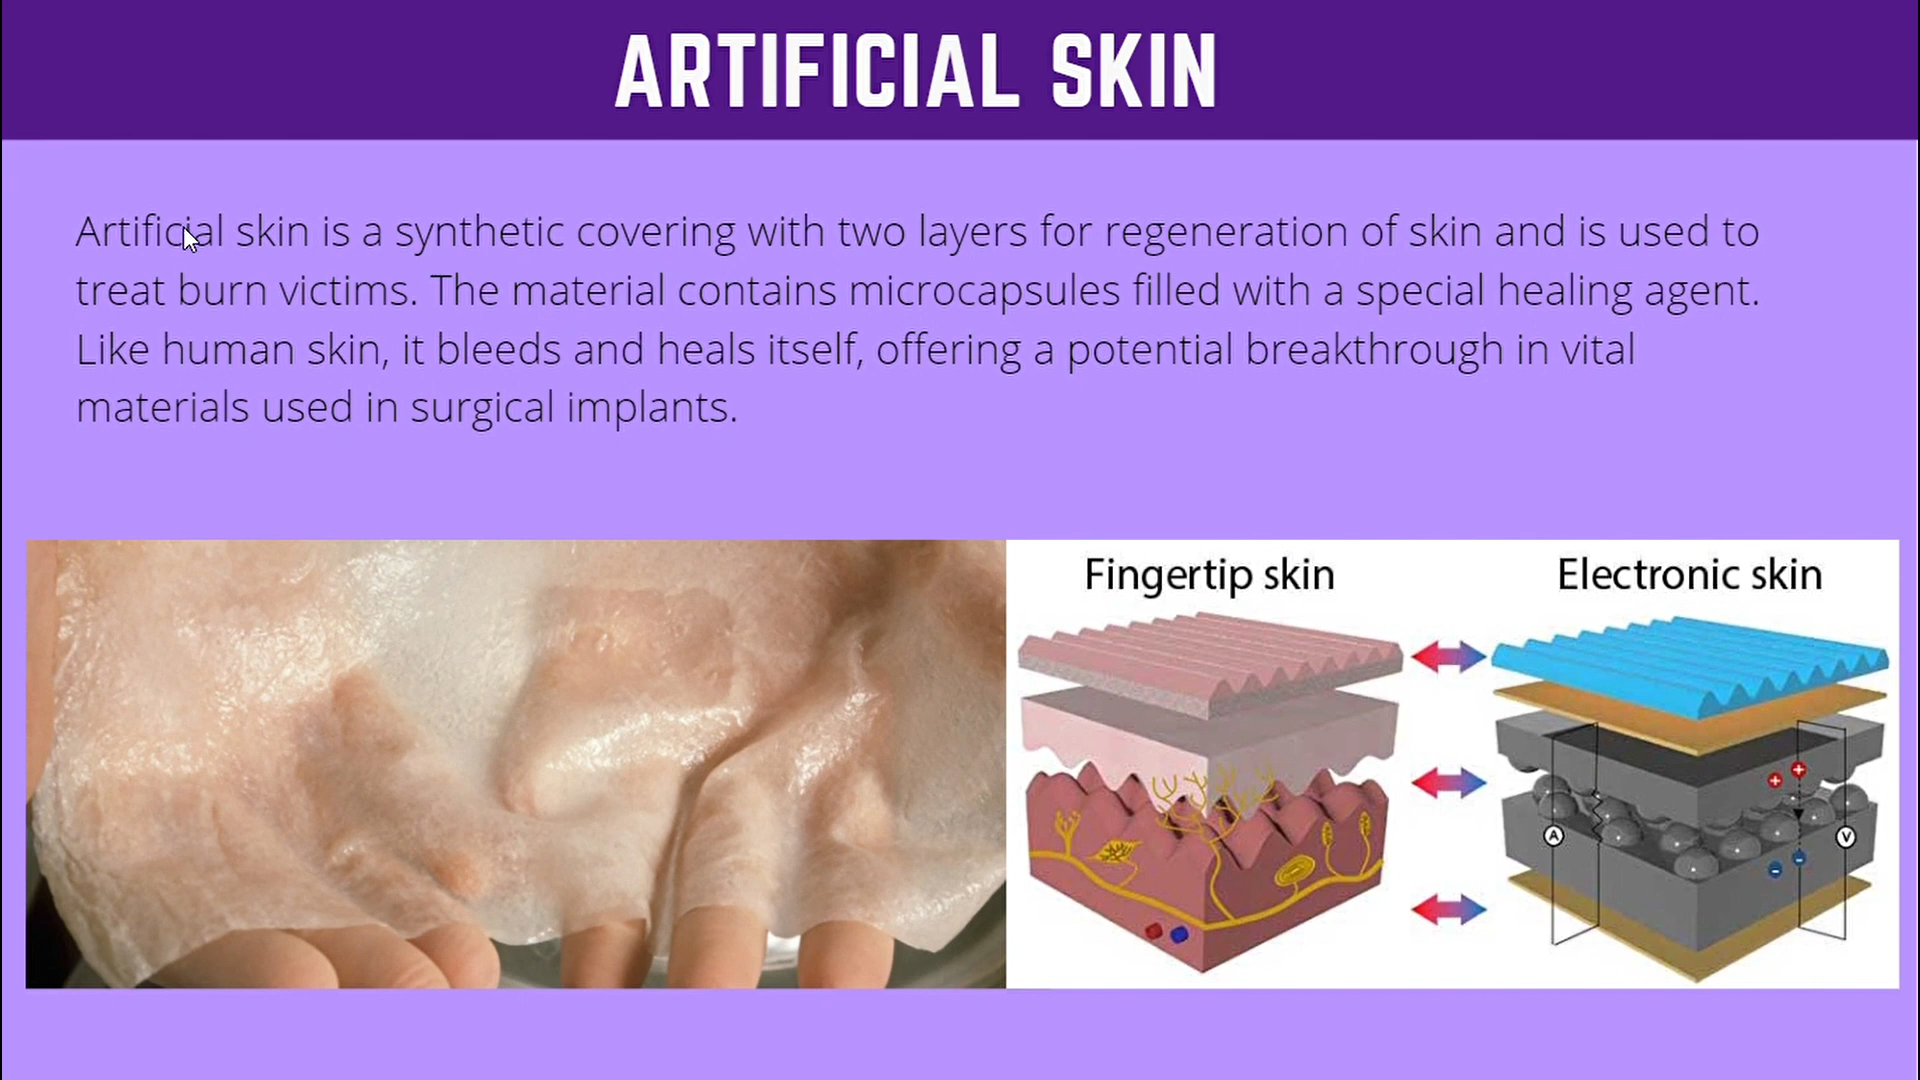 ARTIFICIAL SKIN
Artificial skin is a synthetic covering with two layers for regeneration of skin and is used to
treat burn victims. The material contains microcapsules filled with a special healing agent.
Like human skin, it bleeds and heals itself, offering a potential breakthrough in vital
materials used in surgical implants.
Fingertip skin
Electronic skin
+ +
A
V
- -